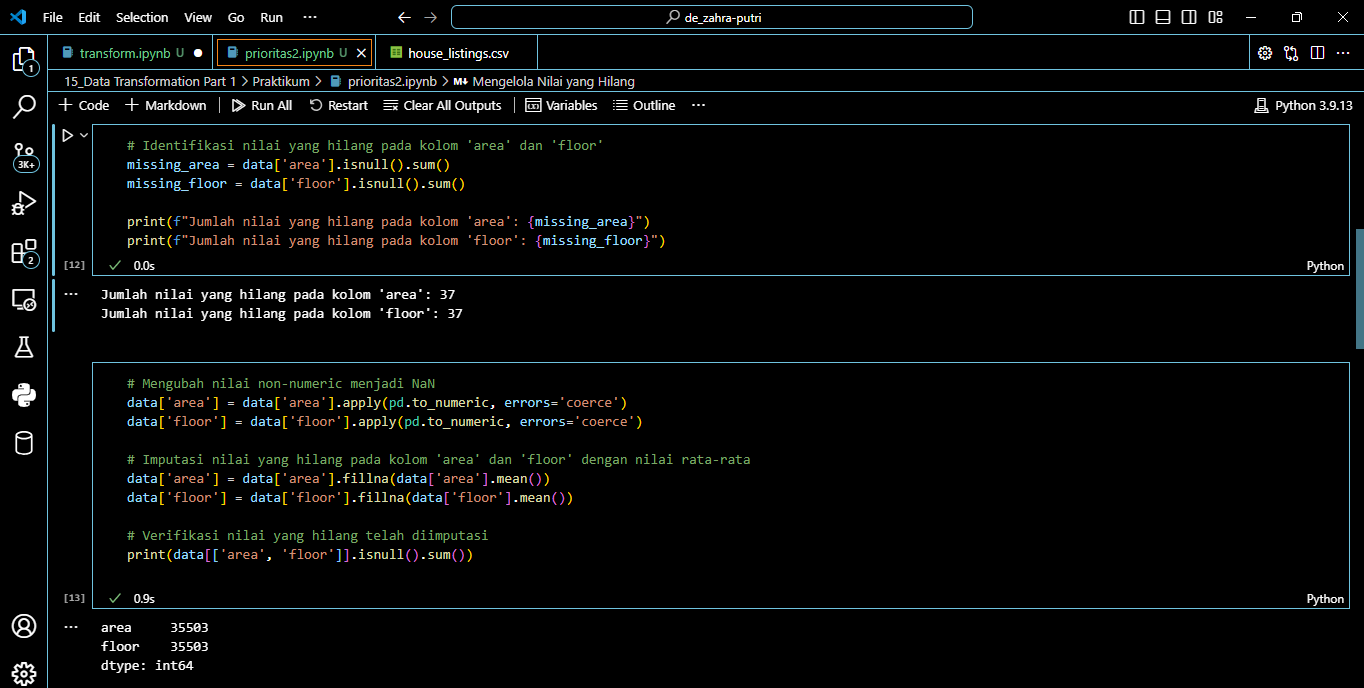 File Edit Selection View Go Run ··· de_zahra-putri
transform.ipynb U prioritas2.ipynb U house_listings.csv
15_Data Transformation Part 1 > Praktikum > prioritas2.ipynb > M↓ Mengelola Nilai yang Hilang
+ Code + Markdown Run All Restart Clear All Outputs Variables Outline ··· Python 3.9.13
1
3K+
2
# Identifikasi nilai yang hilang pada kolom 'area' dan 'floor'
missing_area = data['area'].isnull().sum()
missing_floor = data['floor'].isnull().sum()
print(f"Jumlah nilai yang hilang pada kolom 'area': {missing_area}")
print(f"Jumlah nilai yang hilang pada kolom 'floor': {missing_floor}")
[12] 0.0s Python
Jumlah nilai yang hilang pada kolom 'area': 37
Jumlah nilai yang hilang pada kolom 'floor': 37
# Mengubah nilai non-numeric menjadi NaN
data['area'] = data['area'].apply(pd.to_numeric, errors='coerce')
data['floor'] = data['floor'].apply(pd.to_numeric, errors='coerce')
# Imputasi nilai yang hilang pada kolom 'area' dan 'floor' dengan nilai rata-rata
data['area'] = data['area'].fillna(data['area'].mean())
data['floor'] = data['floor'].fillna(data['floor'].mean())
# Verifikasi nilai yang hilang telah diimputasi
print(data[['area', 'floor']].isnull().sum())
[13] 0.9s Python
area 35503
floor 35503
dtype: int64